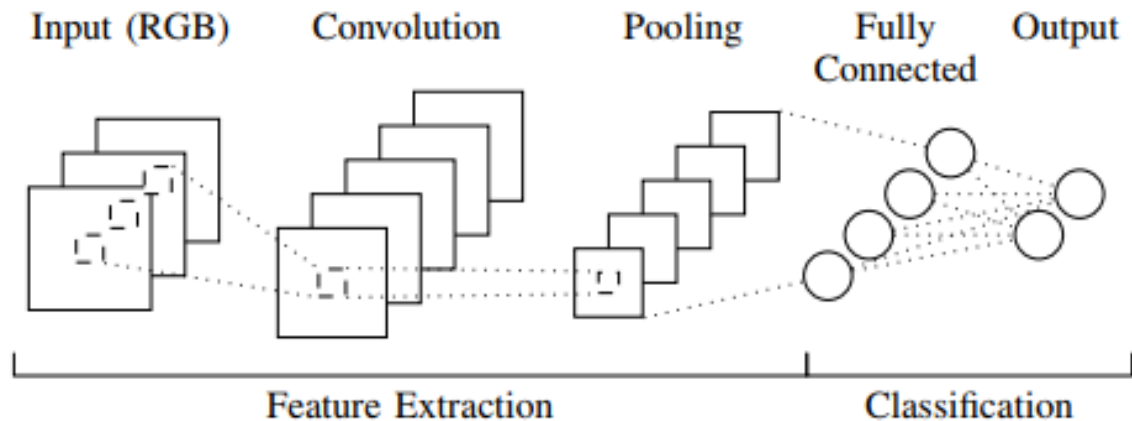 Input (RGB)
Convolution
Pooling
Fully
Connected
Output
Feature Extraction
Classification